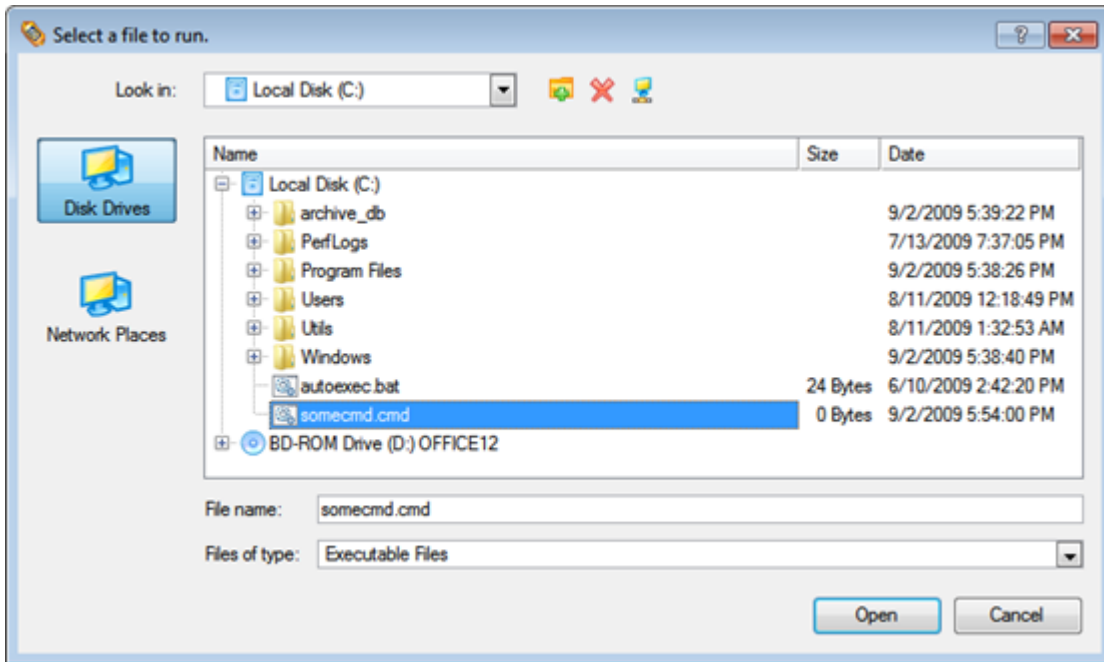 Select a file to run.
Look in: Local Disk (C:)
Disk Drives
Network Places
Name Size Date
Local Disk (C:)
archive_db 9/2/2009 5:39:22 PM
PerfLogs 7/13/2009 7:37:05 PM
Program Files 9/2/2009 5:38:26 PM
Users 8/11/2009 12:18:49 PM
Utils 8/11/2009 1:32:53 AM
Windows 9/2/2009 5:38:40 PM
autoexec.bat 24 Bytes 6/10/2009 2:42:20 PM
somecmd.cmd 0 Bytes 9/2/2009 5:54:00 PM
BD-ROM Drive (D:) OFFICE12
File name: somecmd.cmd
Files of type: Executable Files
Open Cancel